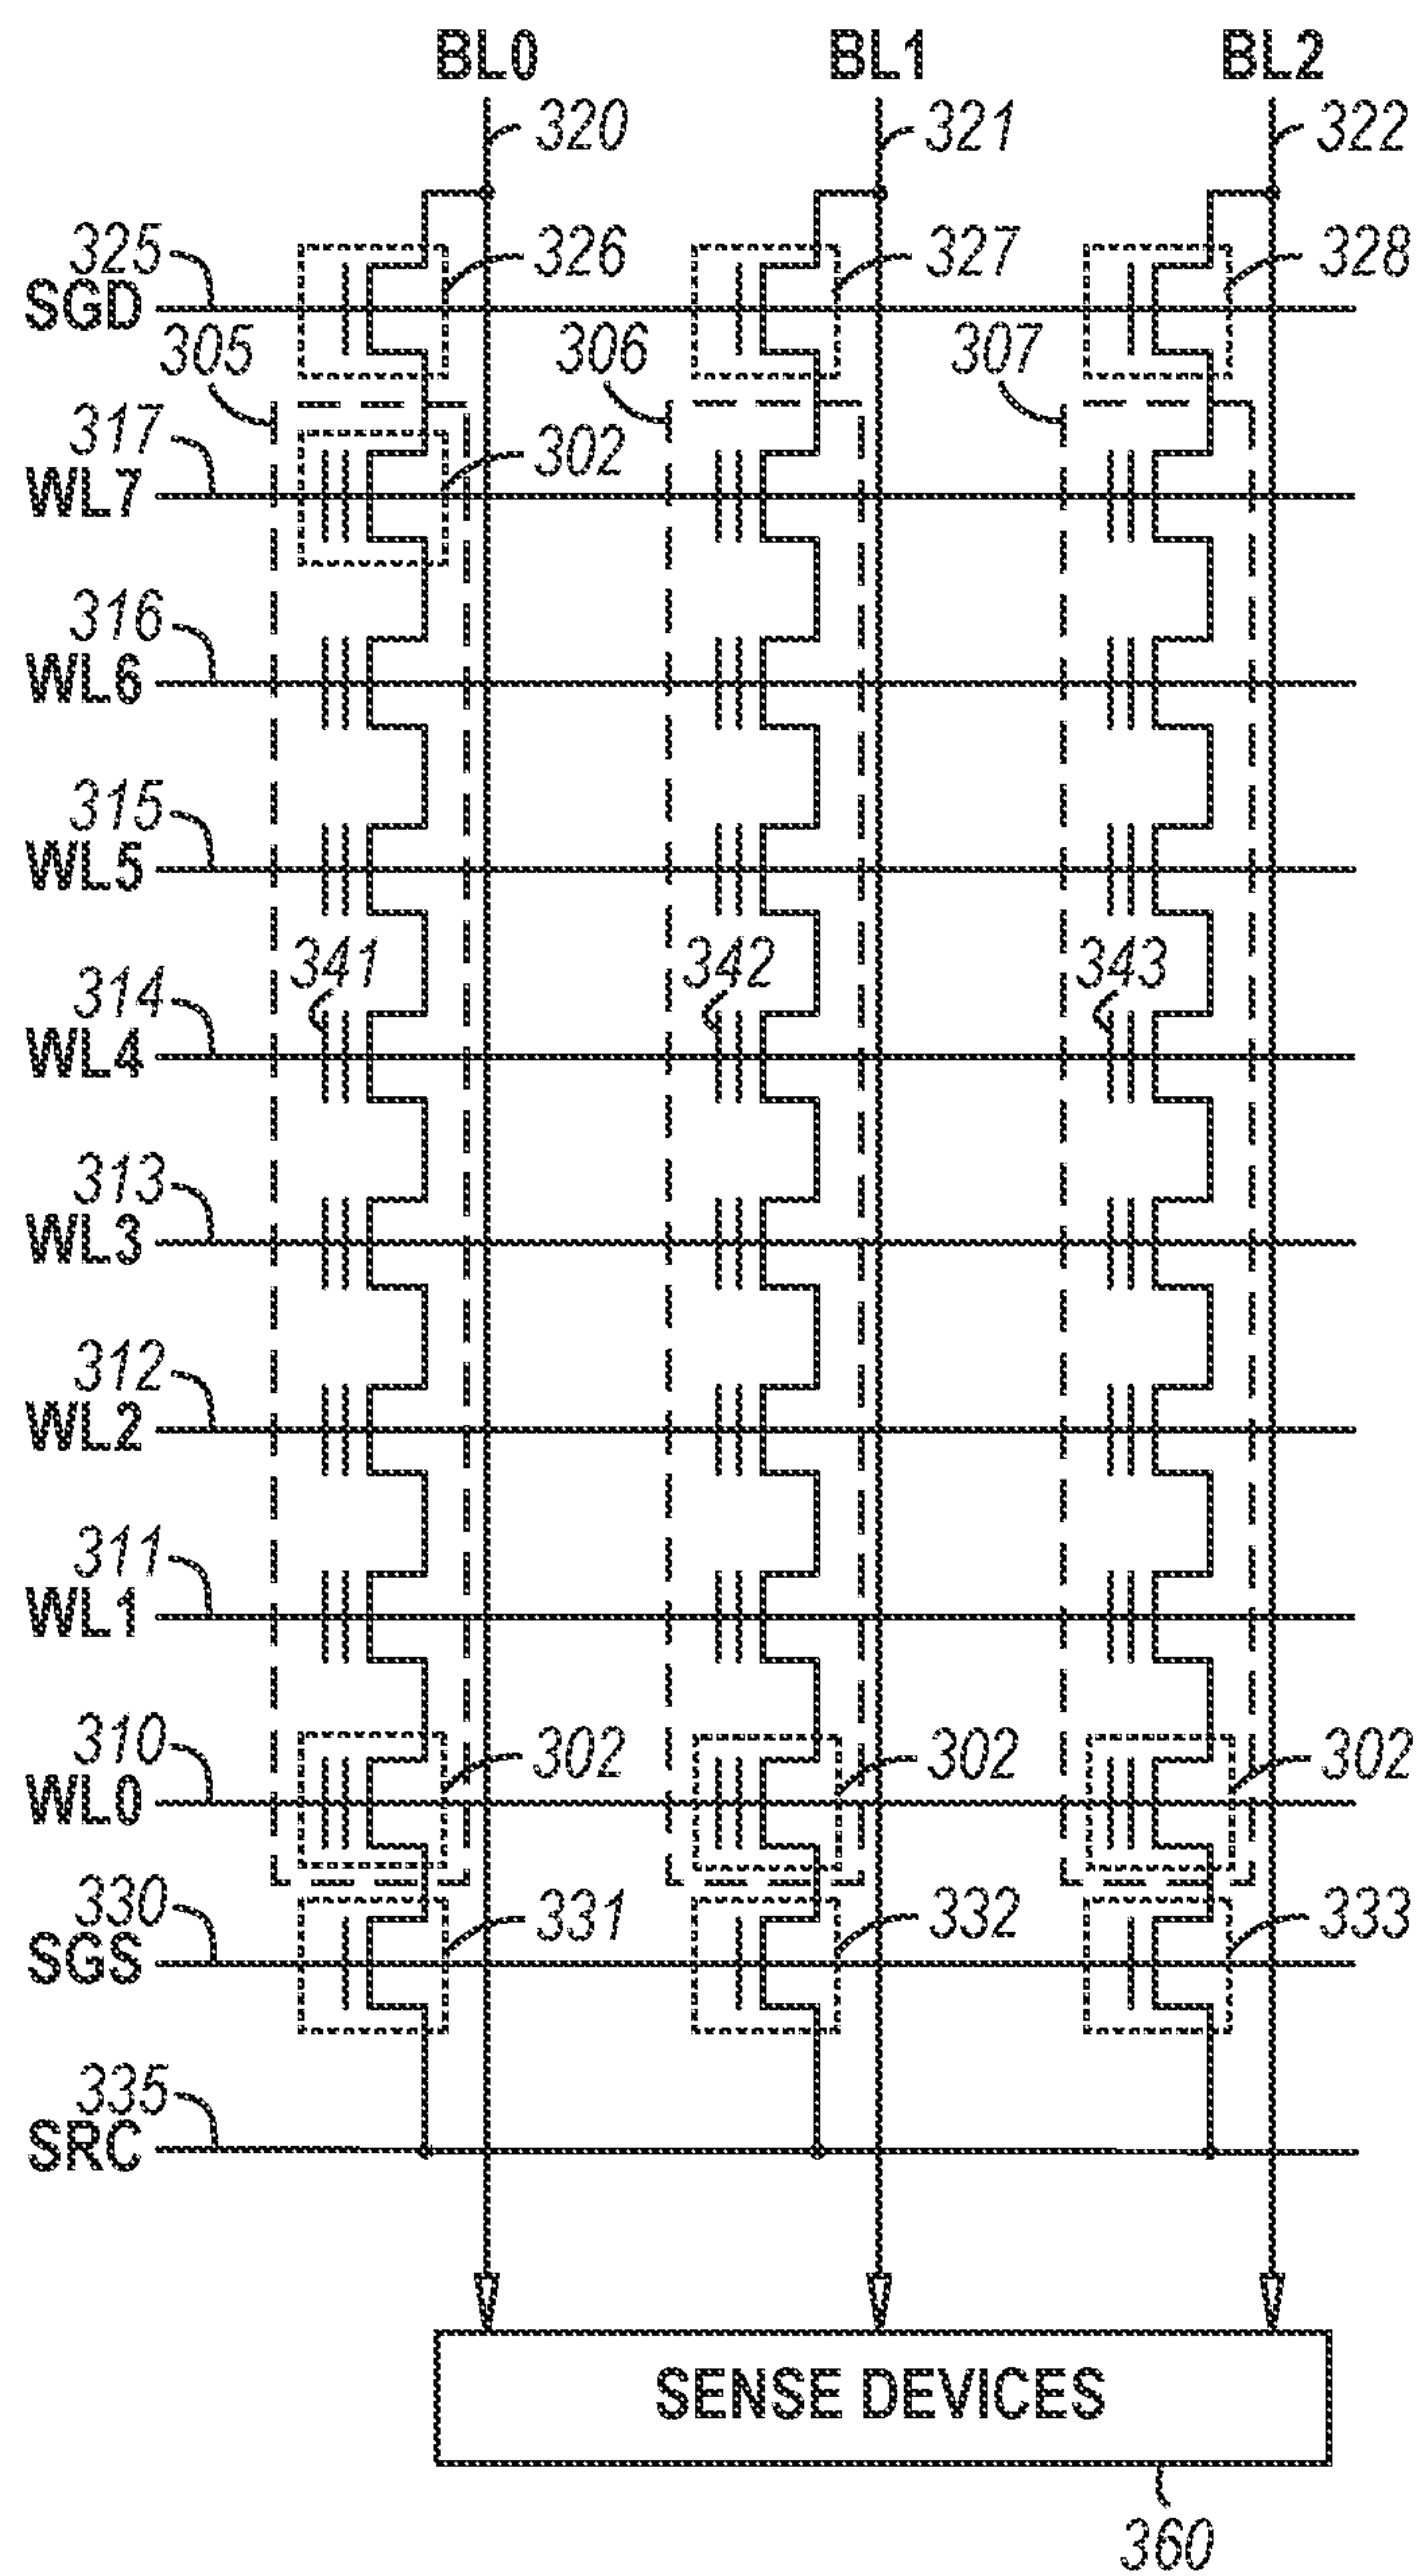 BL0 BL1 BL2
320 321 322
325 326 327 328
SGD
305 306 307
317 302
WL7
316
WL6
315
WL5
341 342 343
314
WL4
313
WL3
312
WL2
311
WL1
310 302 302 302
WL0
330 331 332 333
SGS
335
SRC
SENSE DEVICES
360